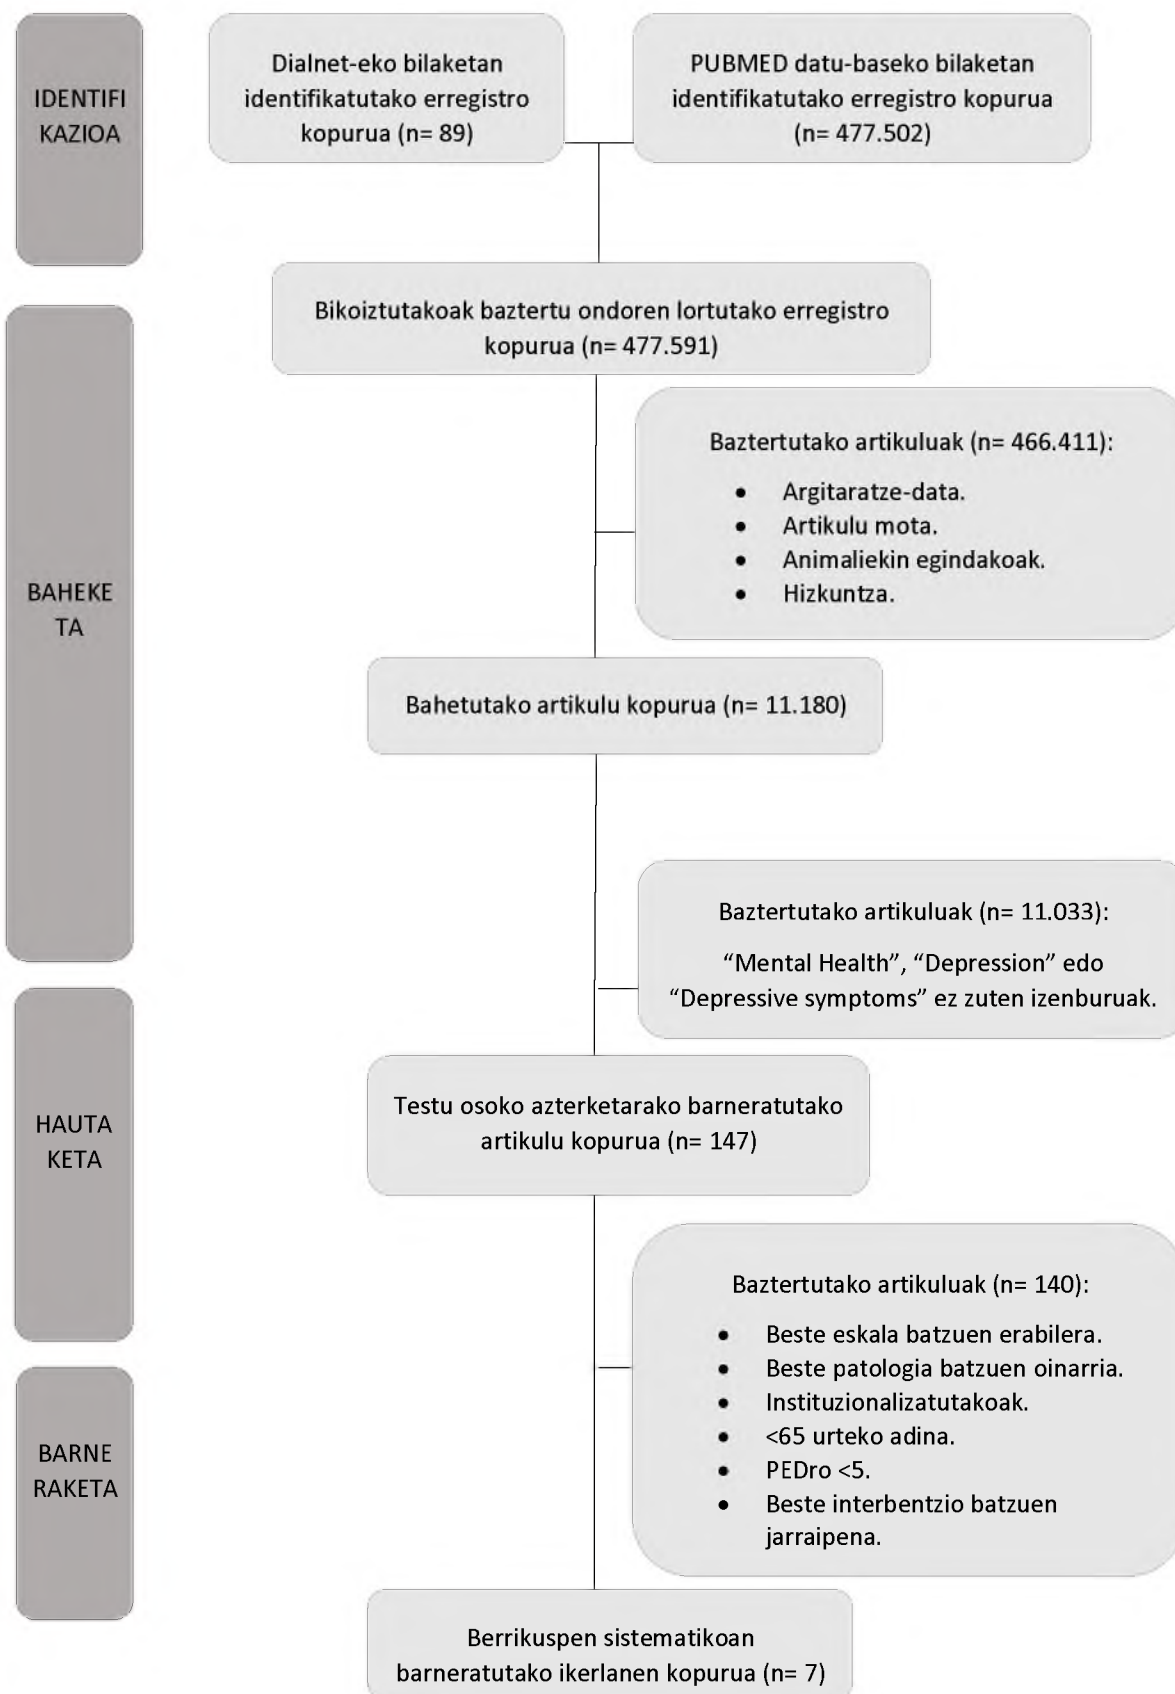 IDENTIFI
KAZIOA
Dialnet-eko bilaketan
identifikatutako erregistro
kopurua (n= 89)
PUBMED datu-baseko bilaketan
identifikatutako erregistro kopurua
(n= 477.502)
Bikoiztutakoak baztertu ondoren lortutako erregistro
kopurua (n= 477.591)
BAHEKE
TA
Baztertutako artikuluak (n= 466.411):
• Argitaratze-data.
• Artikulu mota.
• Animaliekin egindakoak.
• Hizkuntza.
Bahetutako artikulu kopurua (n= 11.180)
Baztertutako artikuluak (n= 11.033):
“Mental Health”, “Depression” edo
“Depressive symptoms” ez zuten izenburuak.
HAUTA
KETA
Testu osoko azterketarako barneratutako
artikulu kopurua (n= 147)
Baztertutako artikuluak (n= 140):
• Beste eskala batzuen erabilera.
• Beste patologia batzuen oinarria.
• Instituzionalizatutakoak.
• <65 urteko adina.
• PEDro <5.
• Beste interbentzio batzuen
jarraipena.
BARNE
RAKETA
Berrikuspen sistematikoan
barneratutako ikerlanen kopurua (n= 7)